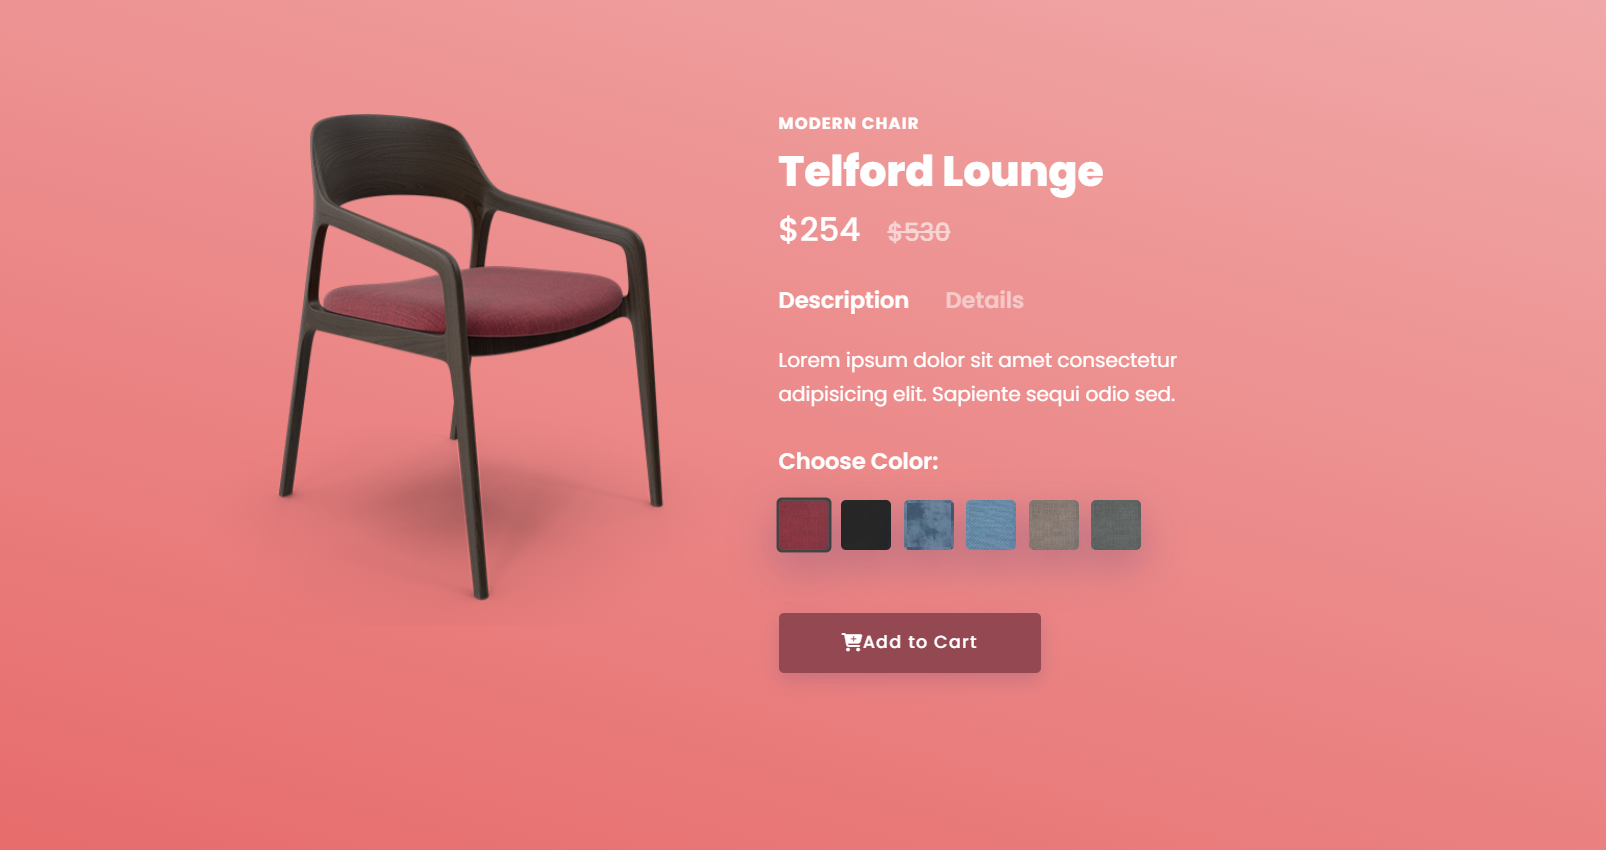 MODERN CHAIR
Telford Lounge
$254 $530
Description Details
Lorem ipsum dolor sit amet consectetur
adipisicing elit. Sapiente sequi odio sed.
Choose Color:
Add to Cart